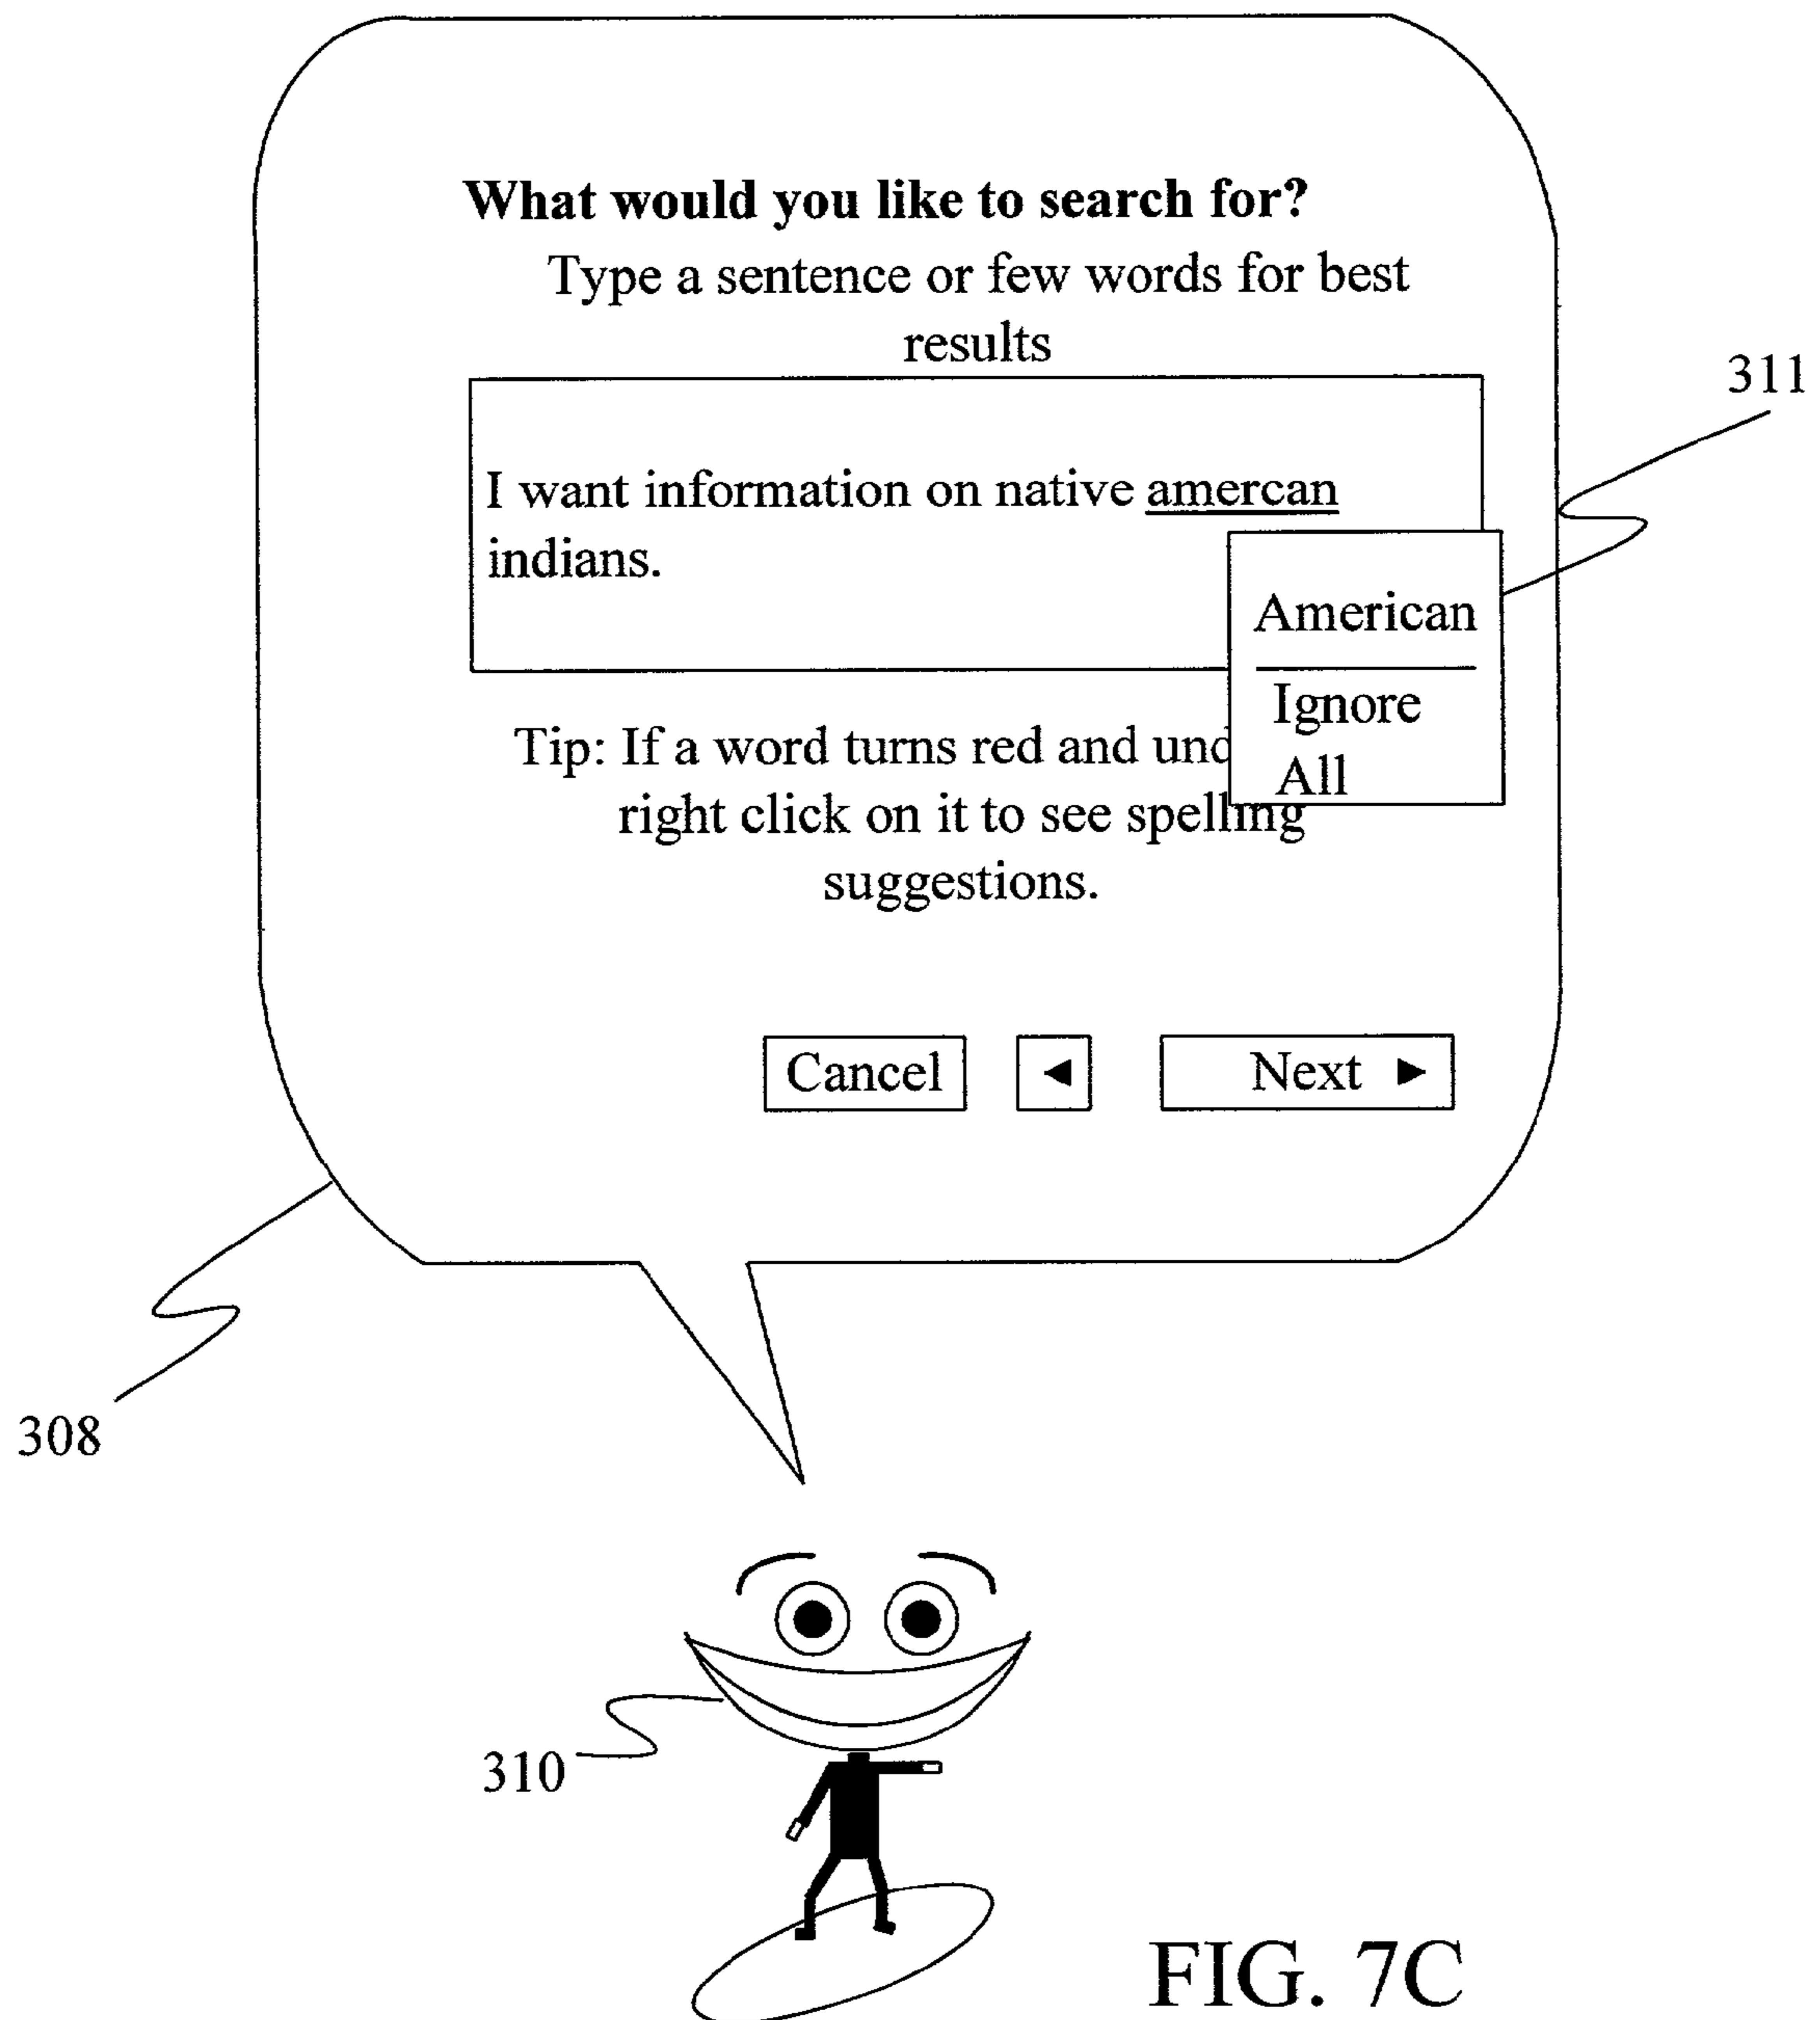 What would you like to search for?
Type a sentence or few words for best
results
311
I want information on native amercan
indians.
American
Ignore
All
Tip: If a word turns red and
right click on it to see spelling
suggestions.
Cancel ◄ Next ►
308
310
FIG. 7C